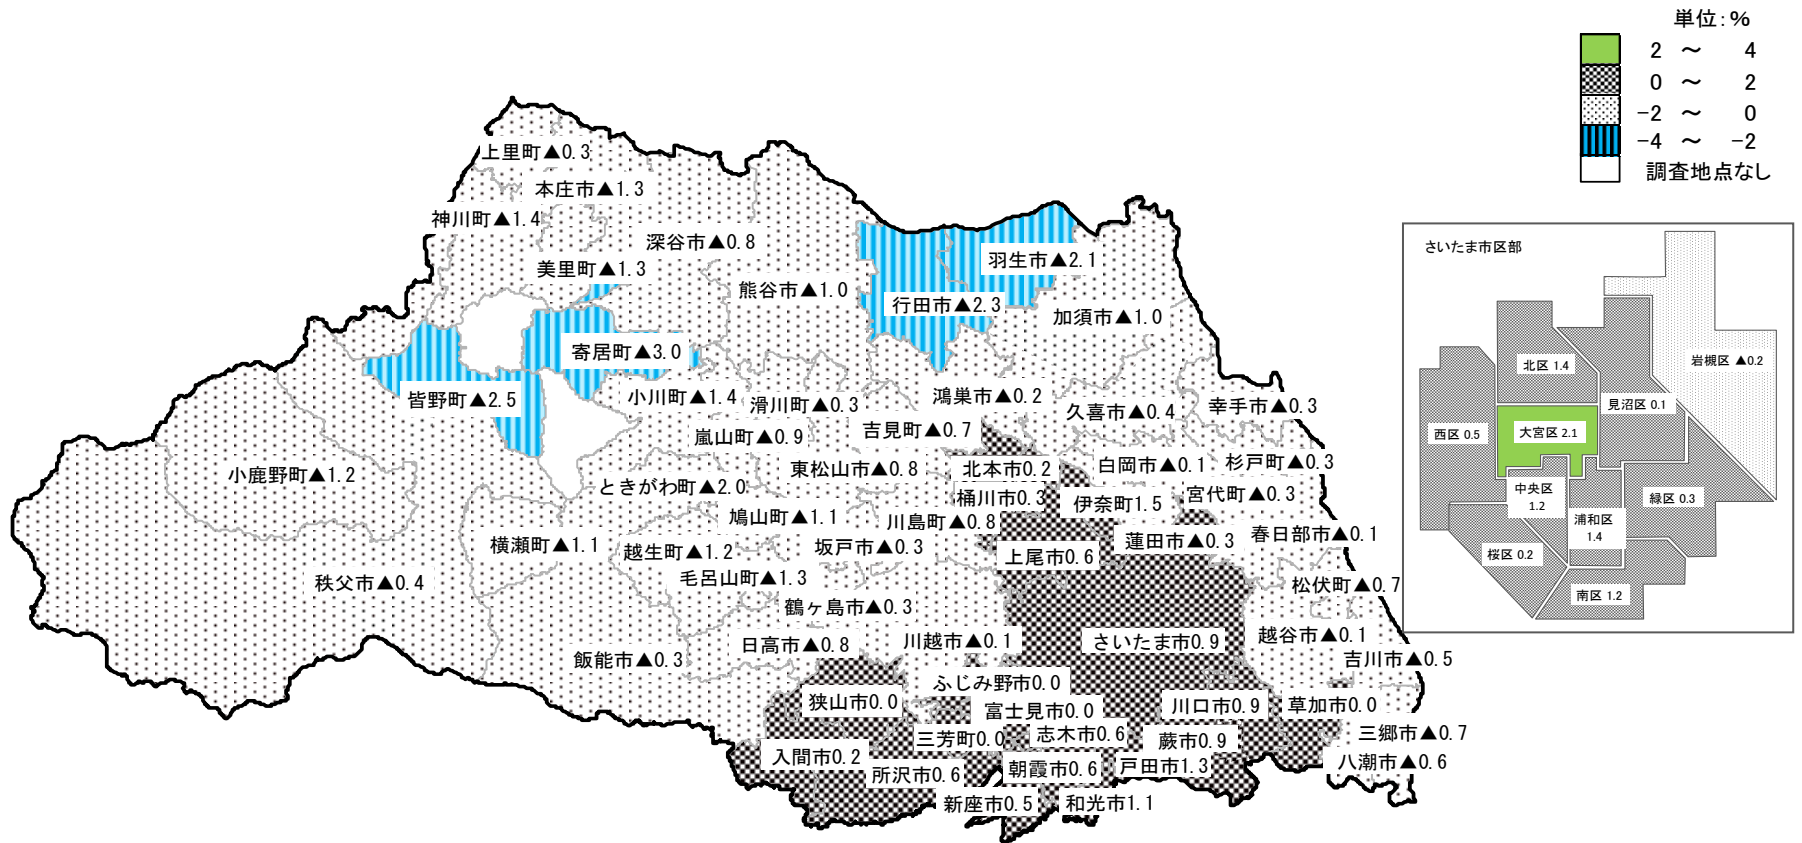 単位:%
2 ～ 4
0 ～ 2
-2 ～ 0
-4 ～ -2
調査地点なし
上里町▲0.3
本庄市▲1.3
神川町▲1.4
深谷市▲0.8
美里町▲1.3
熊谷市▲1.0
羽生市▲2.1
行田市▲2.3
加須市▲1.0
寄居町▲3.0
皆野町▲2.5
小川町▲1.4
滑川町▲0.3
鴻巣市▲0.2
久喜市▲0.4
幸手市▲0.3
嵐山町▲0.9
吉見町▲0.7
小鹿野町▲1.2
東松山市▲0.8
北本市0.2
白岡市▲0.1
杉戸町▲0.3
ときがわ町▲2.0
桶川市0.3
伊奈町1.5
宮代町▲0.3
鳩山町▲1.1
川島町▲0.8
横瀬町▲1.1
越生町▲1.2
坂戸市▲0.3
上尾市0.6
蓮田市▲0.3
春日部市▲0.1
秩父市▲0.4
毛呂山町▲1.3
松伏町▲0.7
鶴ヶ島市▲0.3
飯能市▲0.3
日高市▲0.8
川越市▲0.1
さいたま市0.9
越谷市▲0.1
吉川市▲0.5
ふじみ野市0.0
狭山市0.0
富士見市0.0
川口市0.9
草加市0.0
三芳町0.0
志木市0.6
蕨市0.9
三郷市▲0.7
入間市0.2
所沢市0.6
朝霞市0.6
戸田市1.3
八潮市▲0.6
新座市0.5
和光市1.1
さいたま市区部
岩槻区 ▲0.2
北区 1.4
見沼区 0.1
西区 0.5
大宮区 2.1
中央区
1.2
緑区 0.3
浦和区
1.4
桜区 0.2
南区 1.2